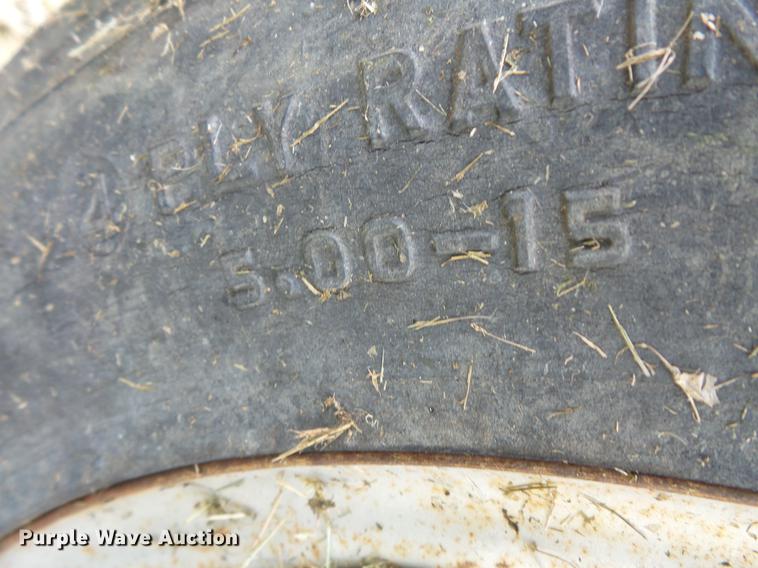 4 PLY RATIN
5.00-15
Purple Wave Auction